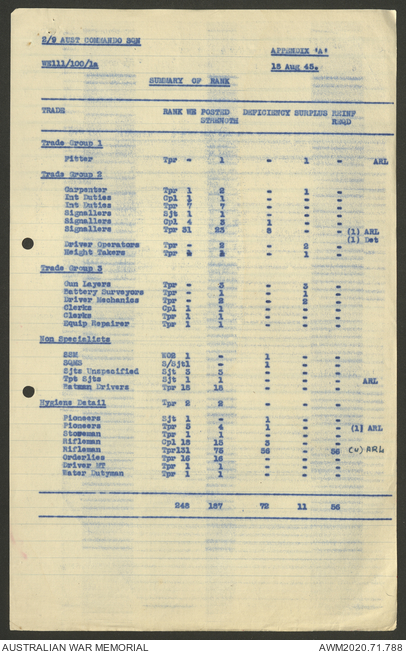 2/9 AUST COMMANDO SQN
APPENDIX 'A'
WE111/100/1a
15 Aug 45.
SUMMARY OF RANK
TRADE RANK WE POSTED STRENGTH DEFICIENCY SURPLUS REINF REQD
Trade Group 1
Fitter Tpr - 1 - 1 - ARL
Trade Group 2
Carpenter Tpr 1 2 - 1 -
Int Duties Cpl 1 1 - - -
Int Duties Tpr 7 7 - - -
Signallers Sjt 1 1 - - -
Signallers Cpl 4 3 1 - -
Signallers Tpr 31 23 8 - - (1) ARL
(1) Det
Driver Operators Tpr - 2 - 2 -
Height Takers Tpr - 1 - 1 -
Trade Group 3
Gun Layers Tpr - 3 - 3 -
Battery Surveyors Tpr - 1 - 1 -
Driver Mechanics Tpr - 2 - 2 -
Clerks Cpl 1 1 - - -
Clerks Tpr 1 1 - - -
Equip Repairer Tpr 1 1 - - -
Non Specialists
SSM WO2 1 - 1 - -
SQMS S/Sjt1 - 1 - -
Sjts Unspecified Sjt 5 5 - - -
Tpt Sjts Sjt 1 1 - - - ARL
Batman Drivers Tpr 15 15 - - -
Hygiene Detail Tpr 2 2 - - -
Pioneers Sjt 1 - 1 - -
Pioneers Tpr 5 4 1 - - (1) ARL
Storeman Tpr 1 1 - - -
Rifleman Cpl 18 15 3 - -
Rifleman Tpr131 75 56 - 56 ARL
Orderlies Tpr 16 16 - - -
Driver MT Tpr 1 1 - - -
Water Dutyman Tpr 1 1 - - -
248 187 72 11 56
AUSTRALIAN WAR MEMORIAL
AWM2020.71.788